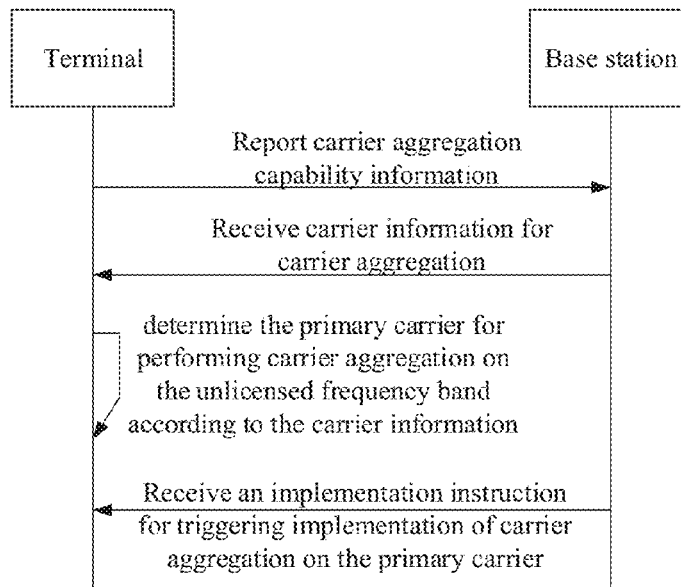 Terminal
Base station
Report carrier aggregation
capability information
Receive carrier information for
carrier aggregation
determine the primary carrier for
performing carrier aggregation on
the unlicensed frequency band
according to the carrier information
Receive an implementation instruction
for triggering implementation of carrier
aggregation on the primary carrier